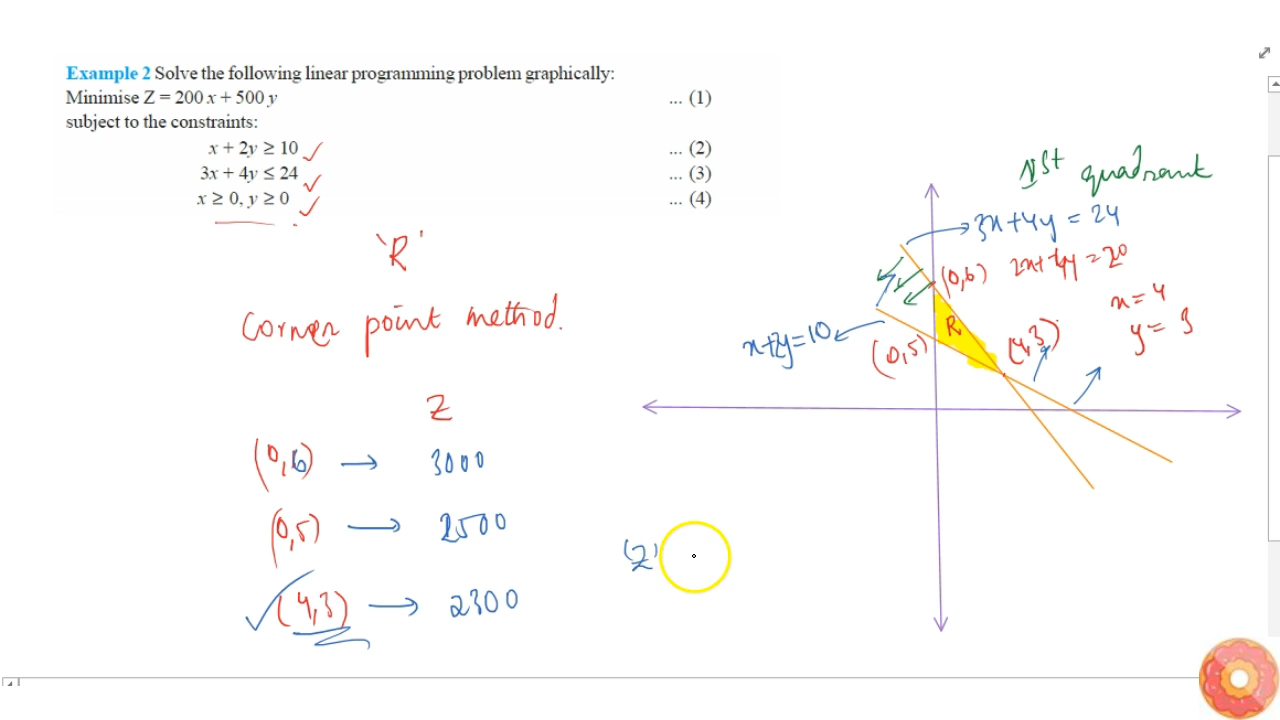 Example 2 Solve the following linear programming problem graphically:
Minimise Z = 200 x + 500 y ... (1)
subject to the constraints:
x + 2y ≥ 10 ... (2)
3x + 4y ≤ 24 ... (3)
x ≥ 0, y ≥ 0 ... (4)
'R'
Corner point method.
Z
(0,6) → 3000
(0,5) → 2500
(4,3) → 2300
(Z)
Ist quadrant
3x+4y = 24
(0,6) 2x+4y=20
x=4
y= 3
R
(4,3)
x+2y=10
(0,5)